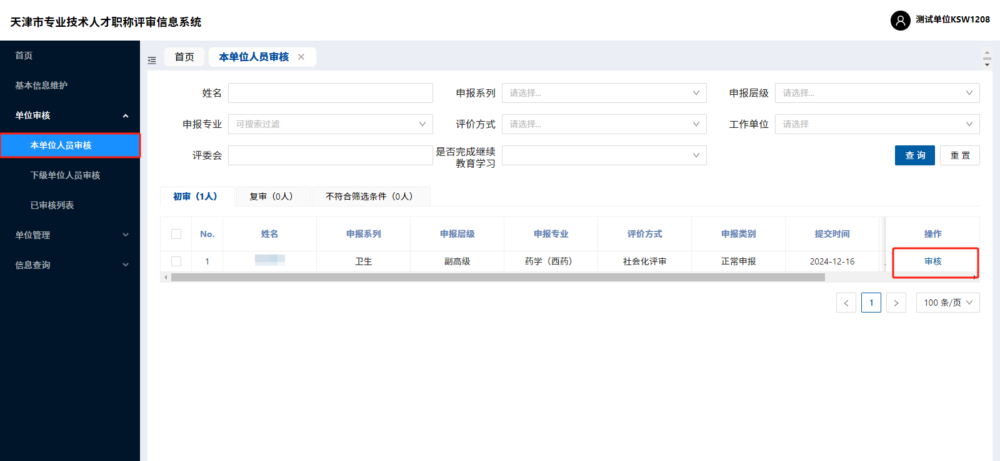 天津市专业技术人才职称评审信息系统
测试单位KSW1208
首页
基本信息维护
单位审核
本单位人员审核
下级单位人员审核
已审核列表
单位管理
信息查询
首页 本单位人员审核
姓名 申报系列 请选择... 申报层级 请选择...
申报专业 可搜索过滤 评价方式 请选择... 工作单位 请选择
评委会 是否完成继续
教育学习
查 询 重 置
初审（1人） 复审（0人） 不符合筛选条件（0人）
No. 姓名 申报系列 申报层级 申报专业 评价方式 申报类别 提交时间 操作
1 卫生 副高级 药学（西药） 社会化评审 正常申报 2024-12-16 审核
< 1 > 100 条/页